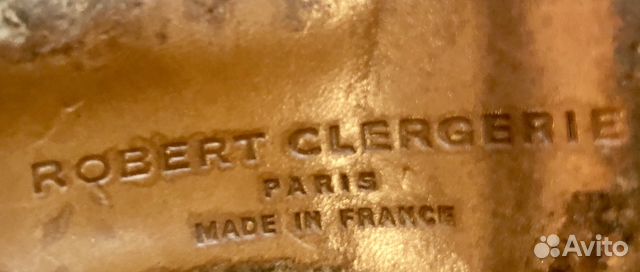 ROBERT CLERGERIE
PARIS
MADE IN FRANCE
Avito